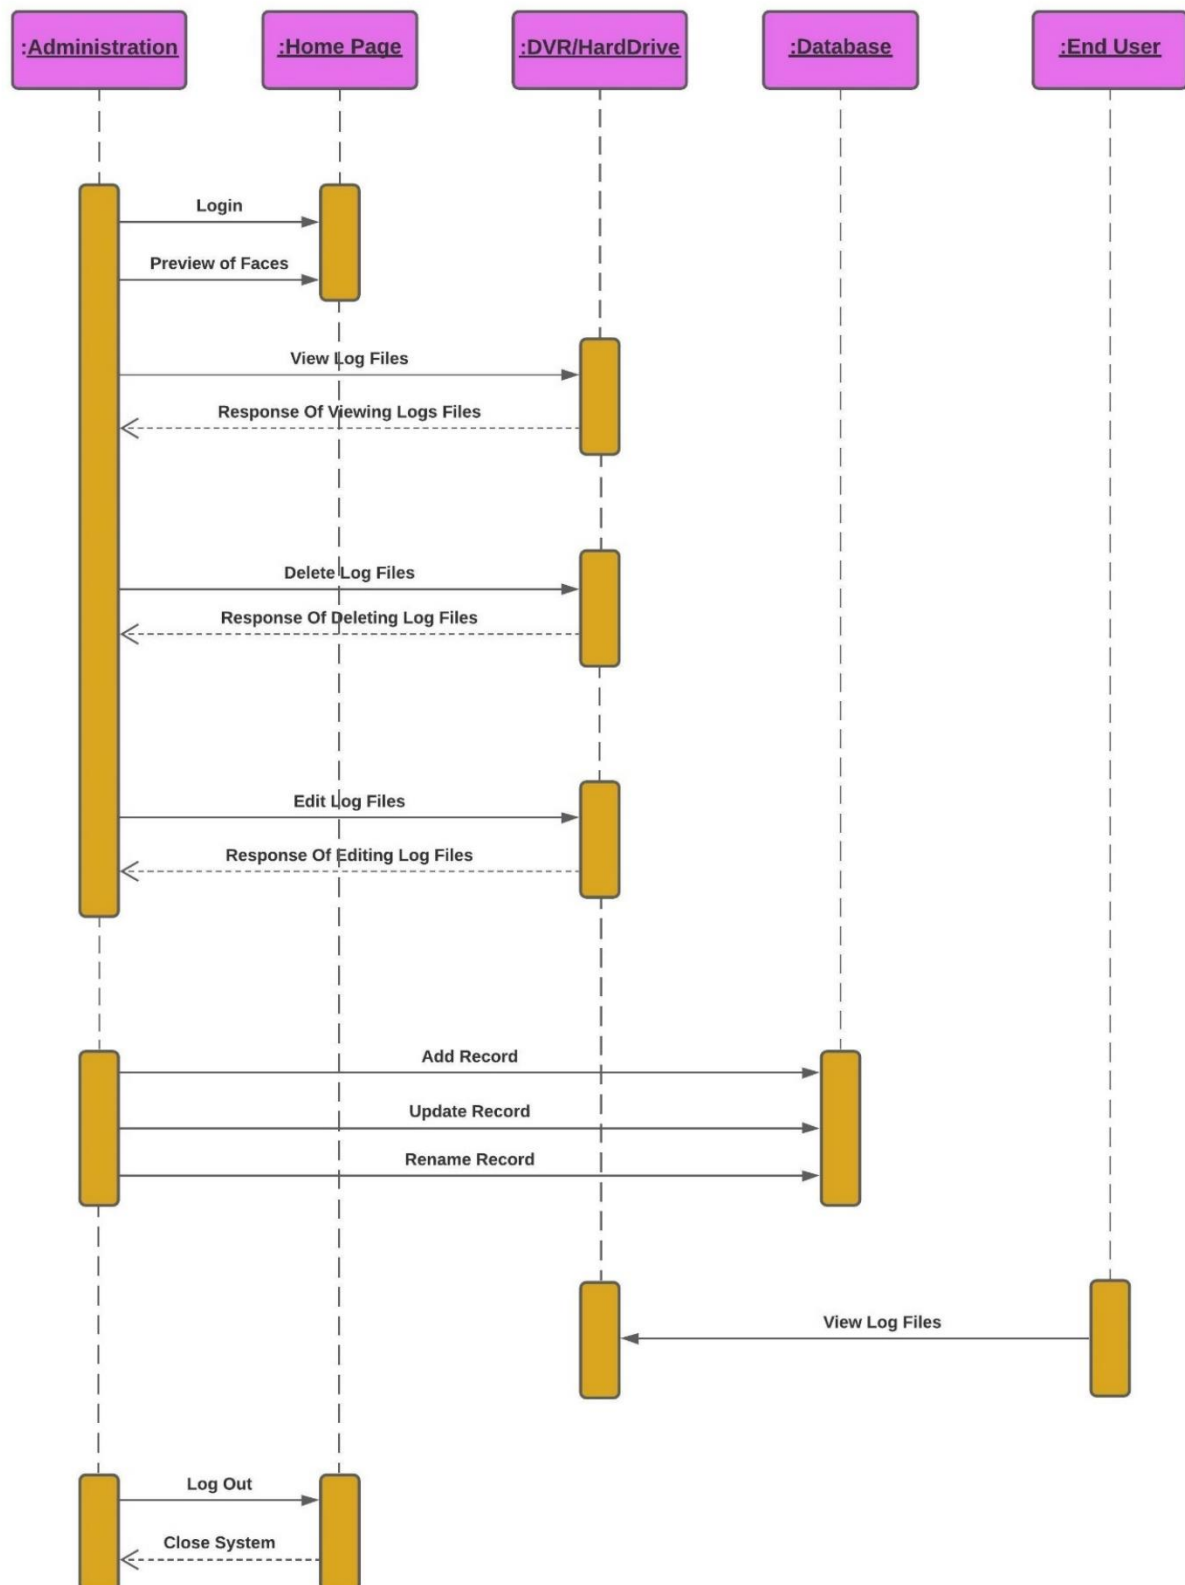 :Administration
:Home Page
:DVR/HardDrive
:Database
:End User
Login
Preview of Faces
View Log Files
Response Of Viewing Logs Files
Delete Log Files
Response Of Deleting Log Files
Edit Log Files
Response Of Editing Log Files
Add Record
Update Record
Rename Record
View Log Files
Log Out
Close System